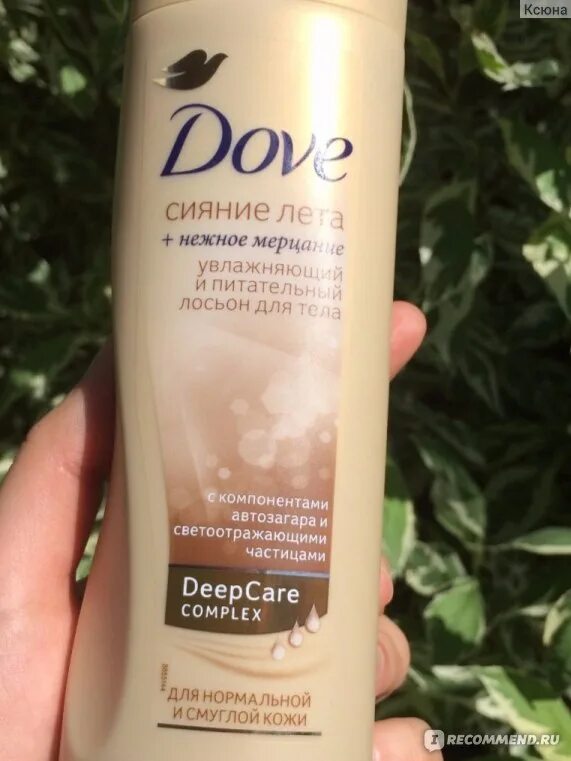 Ксюна
Dove
сияние лета
+ нежное мерцание
увлажняющий
и питательный
лосьон для тела
с компонентами
автозагара и
светоотражающими
частицами
DeepCare
COMPLEX
для нормальной
и смуглой кожи
IRECOMMEND.RU